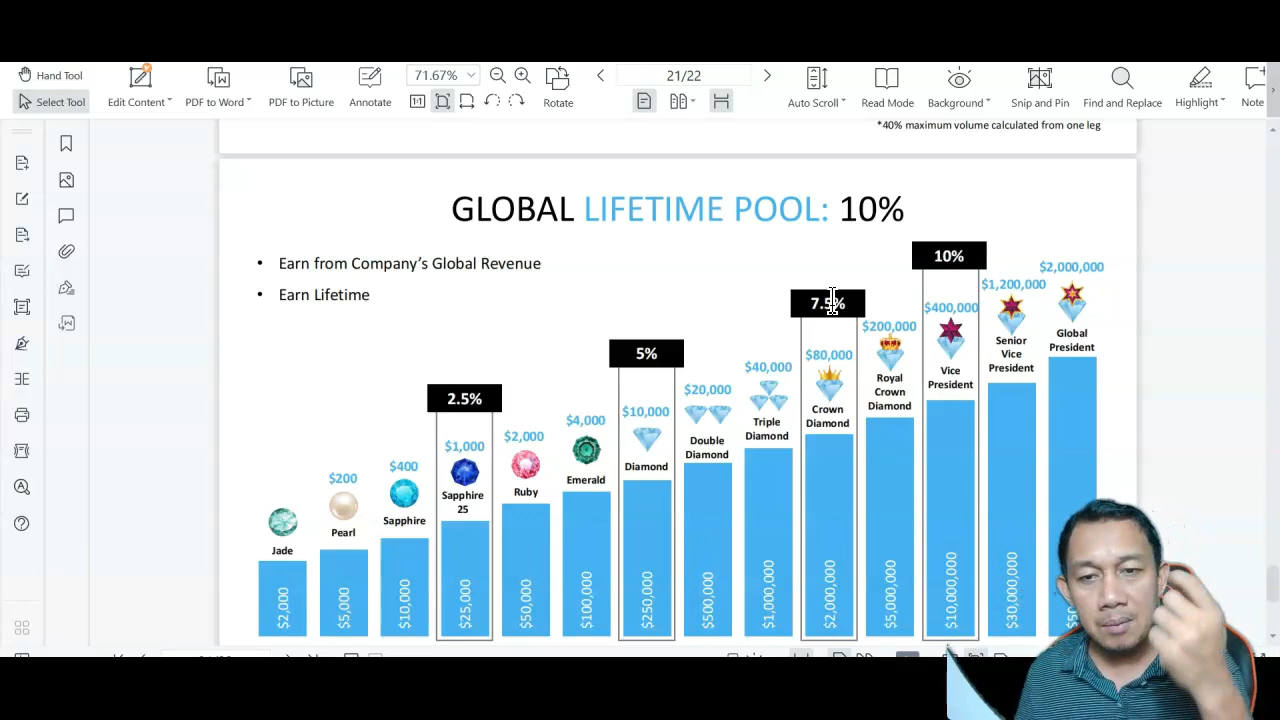 Hand Tool
Select Tool
Edit Content
PDF to Word
PDF to Picture
Annotate
71.67%
Rotate
21/22
Auto Scroll
Read Mode
Background
Snip and Pin
Find and Replace
Highlight
Note
*40% maximum volume calculated from one leg
GLOBAL LIFETIME POOL: 10%
• Earn from Company's Global Revenue
• Earn Lifetime
Jade
$2,000
$200
Pearl
$5,000
$400
Sapphire
$10,000
2.5%
$1,000
Sapphire
25
$25,000
$2,000
Ruby
$50,000
$4,000
Emerald
$100,000
5%
$10,000
Diamond
$250,000
$20,000
Double
Diamond
$500,000
$40,000
Triple
Diamond
$1,000,000
7.5%
$80,000
Crown
Diamond
$2,000,000
$200,000
Royal
Crown
Diamond
$5,000,000
10%
$400,000
Vice
President
$10,000,000
$1,200,000
Senior
Vice
President
$30,000,000
$2,000,000
Global
President